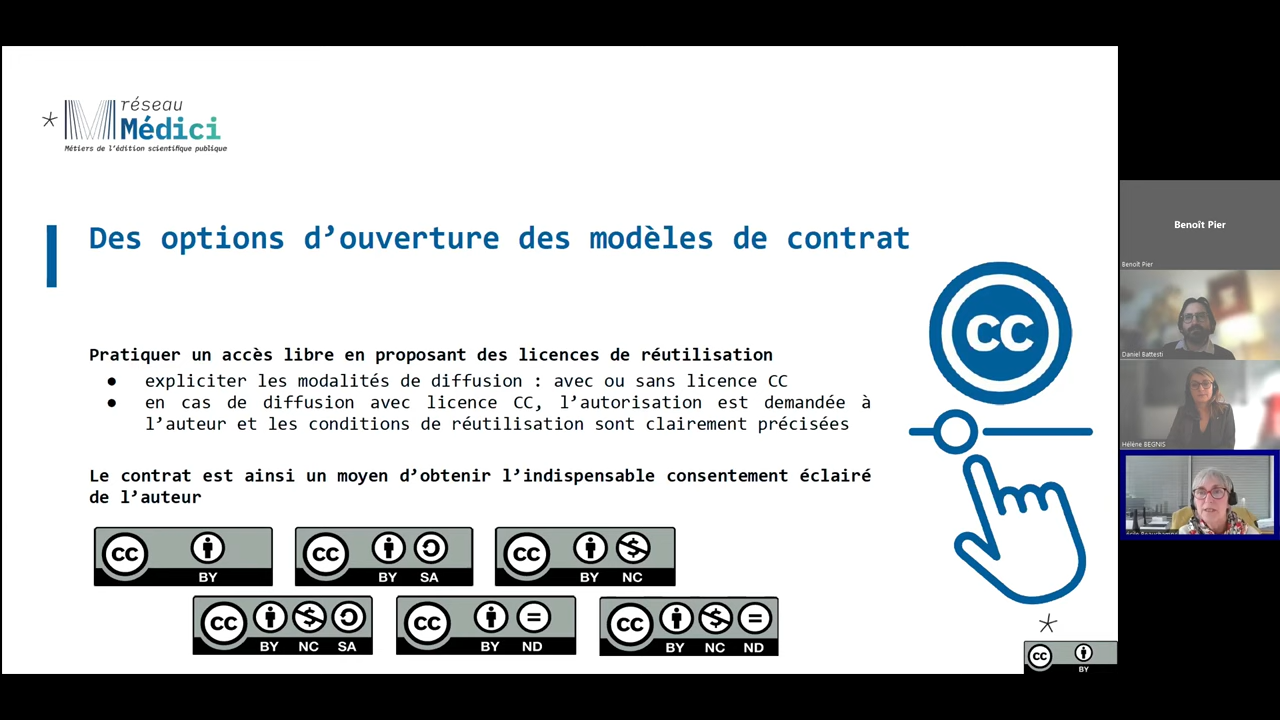 réseau
Médici
Métiers de l'édition scientifique publique
Des options d'ouverture des modèles de contrat
Pratiquer un accès libre en proposant des licences de réutilisation
● expliciter les modalités de diffusion : avec ou sans licence CC
● en cas de diffusion avec licence CC, l'autorisation est demandée à
l'auteur et les conditions de réutilisation sont clairement précisées
Le contrat est ainsi un moyen d'obtenir l'indispensable consentement éclairé
de l'auteur
CC
CC BY
CC BY SA
CC BY NC
CC BY NC SA
CC BY ND
CC BY NC ND
CC BY
Benoît Pier
Benoît Pier
Daniel Battesti
Hélène BEGNIS